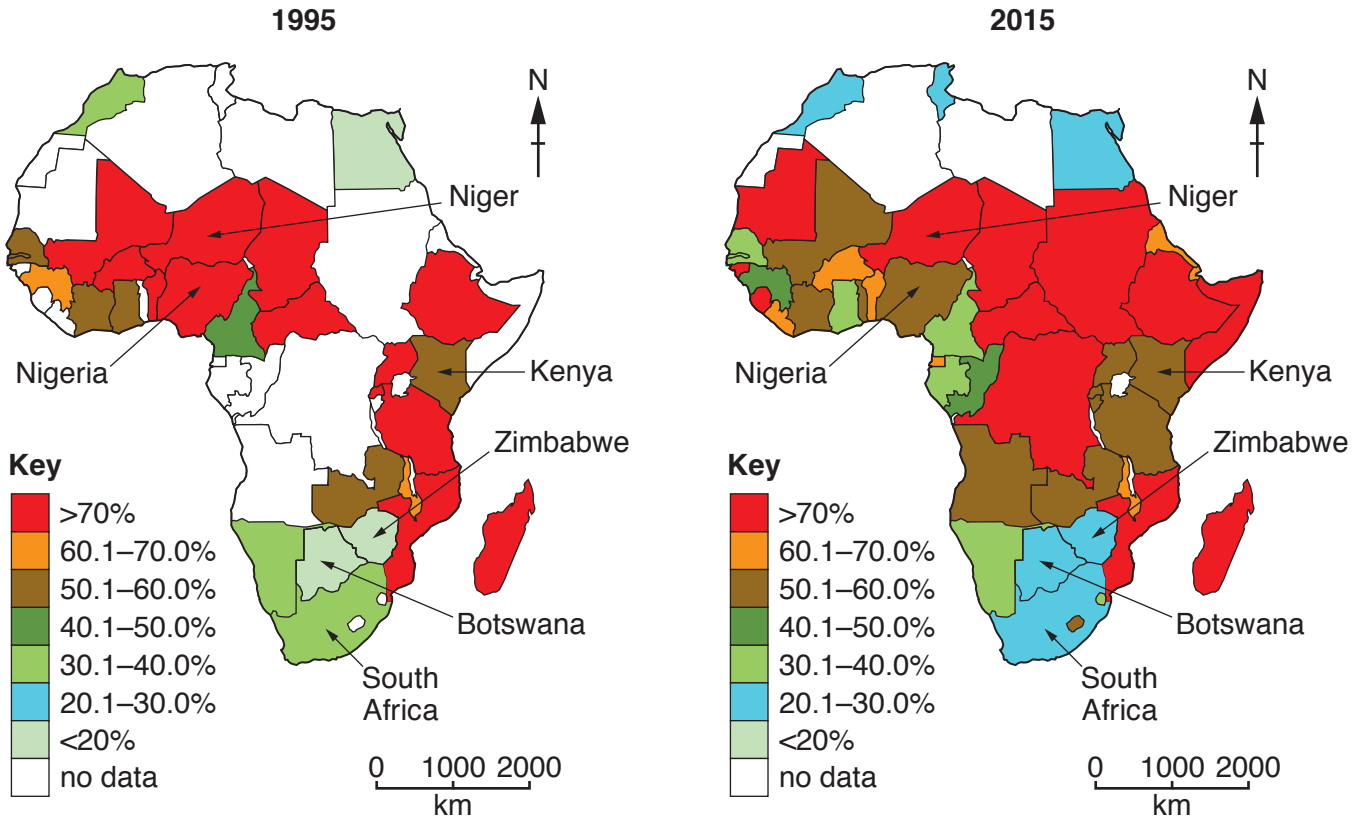 1995
N
Niger
Nigeria
Kenya
Zimbabwe
Botswana
South
Africa
Key
>70%
60.1–70.0%
50.1–60.0%
40.1–50.0%
30.1–40.0%
20.1–30.0%
<20%
no data
0 1000 2000
km
2015
N
Niger
Nigeria
Kenya
Zimbabwe
Botswana
South
Africa
Key
>70%
60.1–70.0%
50.1–60.0%
40.1–50.0%
30.1–40.0%
20.1–30.0%
<20%
no data
0 1000 2000
km